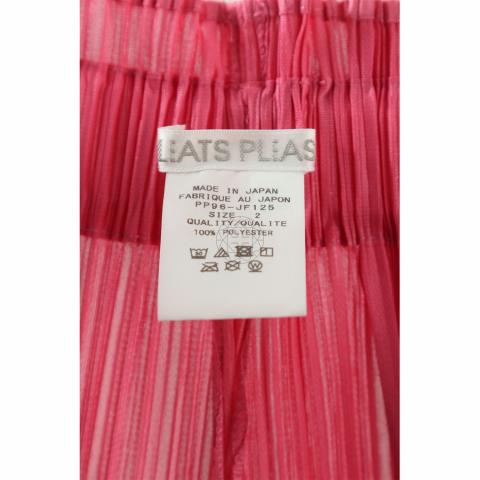 LEATS PLEAS
MADE IN JAPAN
FABRIQUE AU JAPON
PP96-JF125
SIZE 2
QUALITY/QUALITE
100% POLYESTER